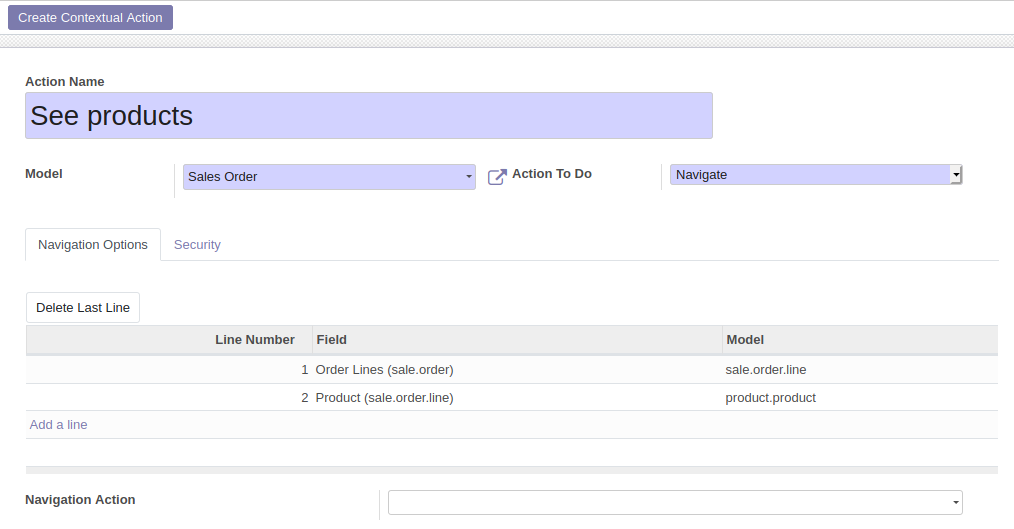 Create Contextual Action
Action Name
See products
Model Sales Order Action To Do Navigate
Navigation Options Security
Delete Last Line
Line Number Field Model
1 Order Lines (sale.order) sale.order.line
2 Product (sale.order.line) product.product
Add a line
Navigation Action